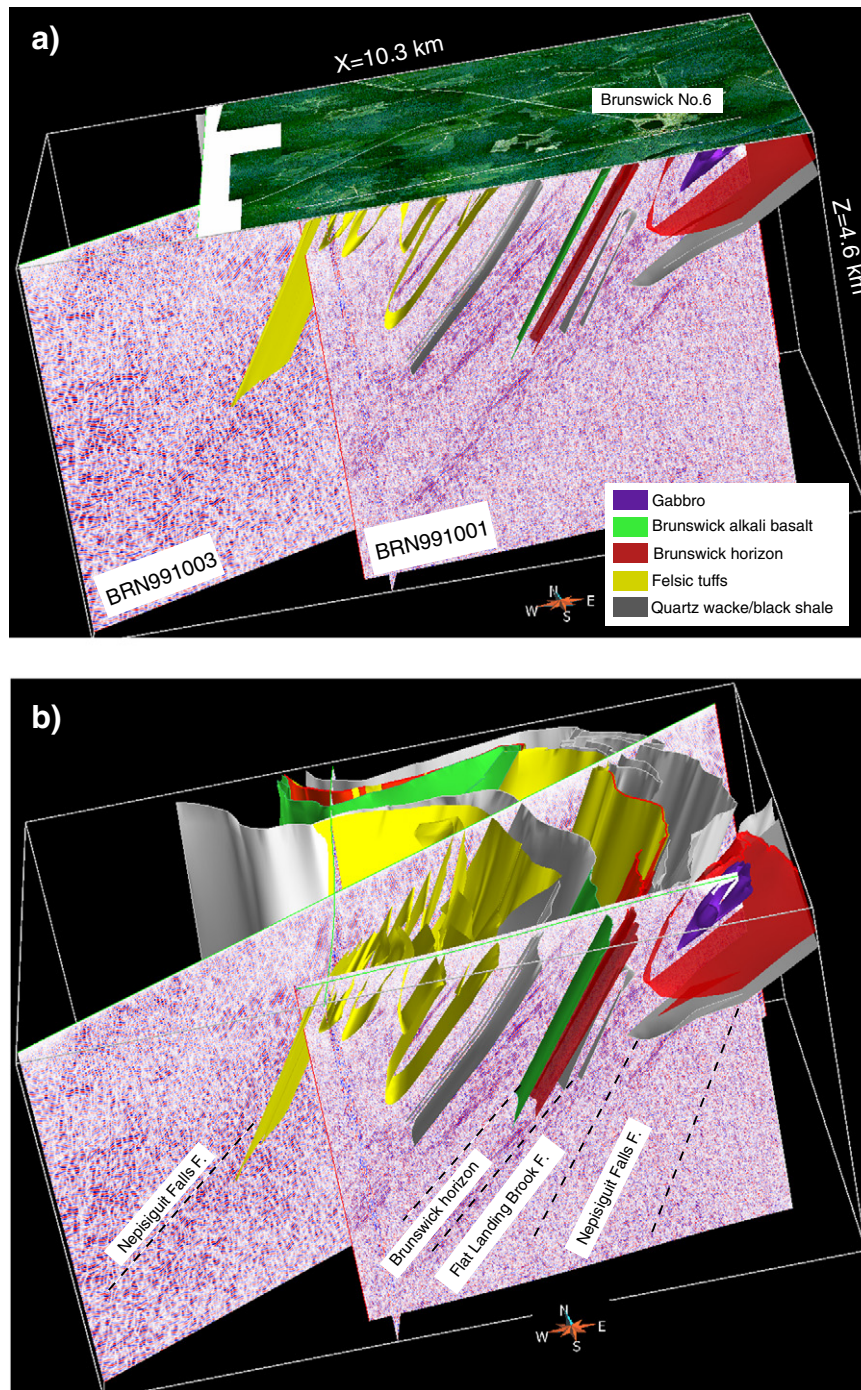 a)
X=10.3 km
Brunswick No.6
Z=4.6 km
BRN991003
BRN991001
Gabbro
Brunswick alkali basalt
Brunswick horizon
Felsic tuffs
Quartz wacke/black shale
N
W
E
S
b)
Nepisiguit Falls F.
Brunswick horizon
Flat Landing Brook F.
Nepisiguit Falls F.
N
W
E
S